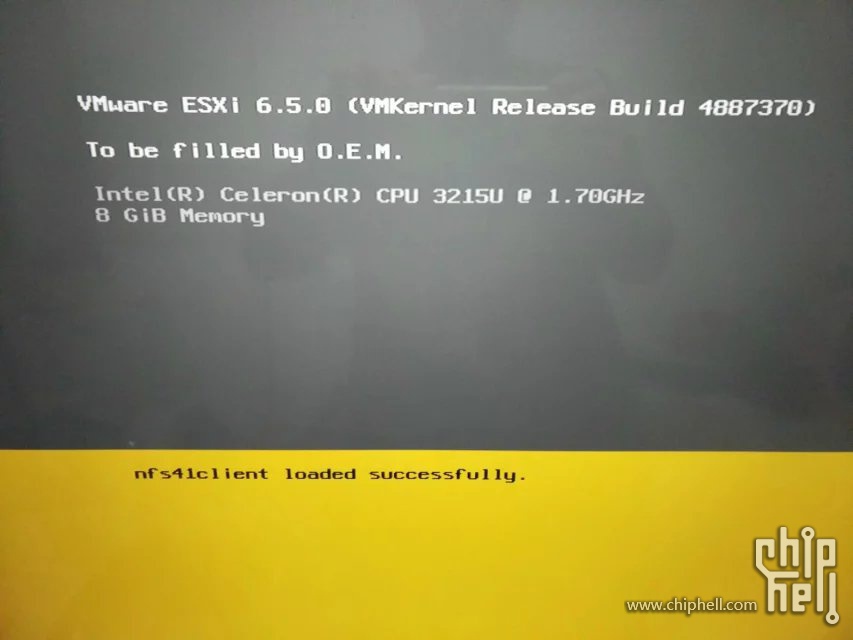 VMware ESXi 6.5.0 (VMKernel Release Build 4887370)
To be filled by O.E.M.
Intel(R) Celeron(R) CPU 3215U @ 1.70GHz
8 GiB Memory
nfs41client loaded successfully.
chip
hell
www.chiphell.com